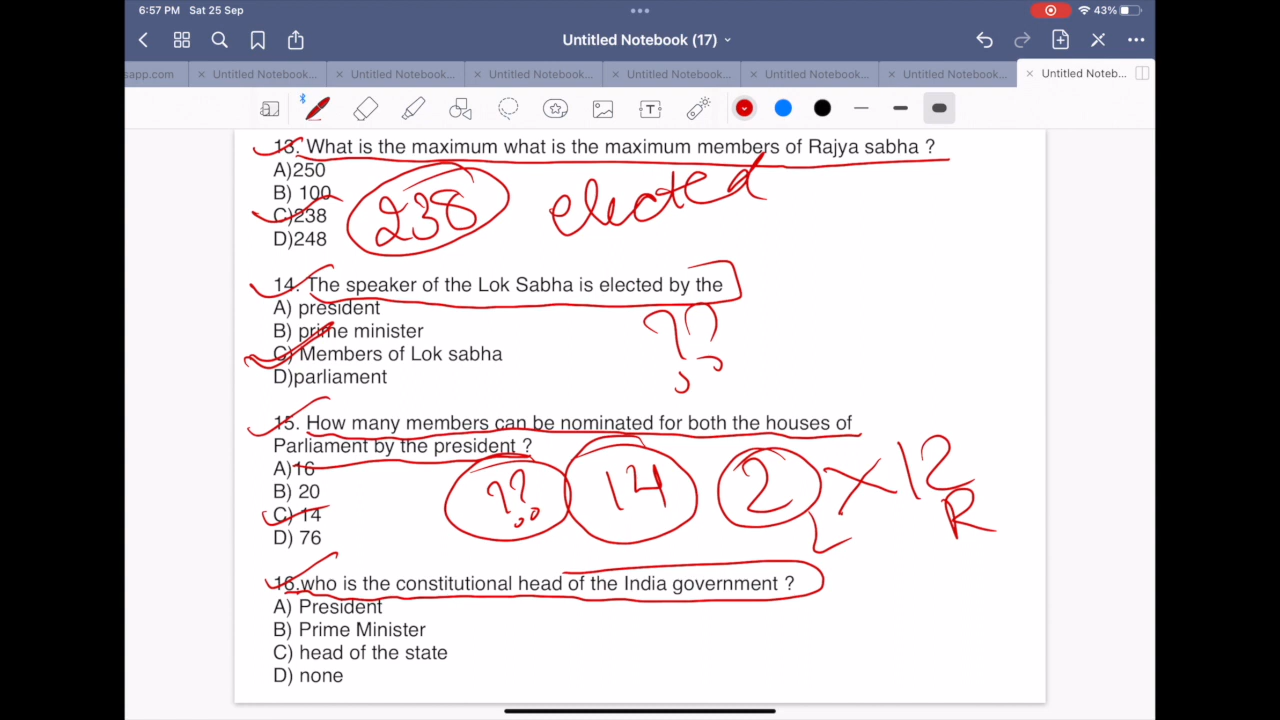 6:57 PM Sat 25 Sep
43%
Untitled Notebook (17)
sapp.com
Untitled Notebook...
Untitled Notebook...
Untitled Notebook...
Untitled Notebook...
Untitled Notebook...
Untitled Notebook...
Untitled Noteb...
T
13. What is the maximum what is the maximum members of Rajya sabha ?
A)250
B) 100
C)238
D)248
238 elected
14. The speaker of the Lok Sabha is elected by the
A) president
B) prime minister
C) Members of Lok sabha
D)parliament
??
15. How many members can be nominated for both the houses of
Parliament by the president ?
A)16
B) 20
C) 14
D) 76
?? 14 2 X 12
L R
16.who is the constitutional head of the India government ?
A) President
B) Prime Minister
C) head of the state
D) none